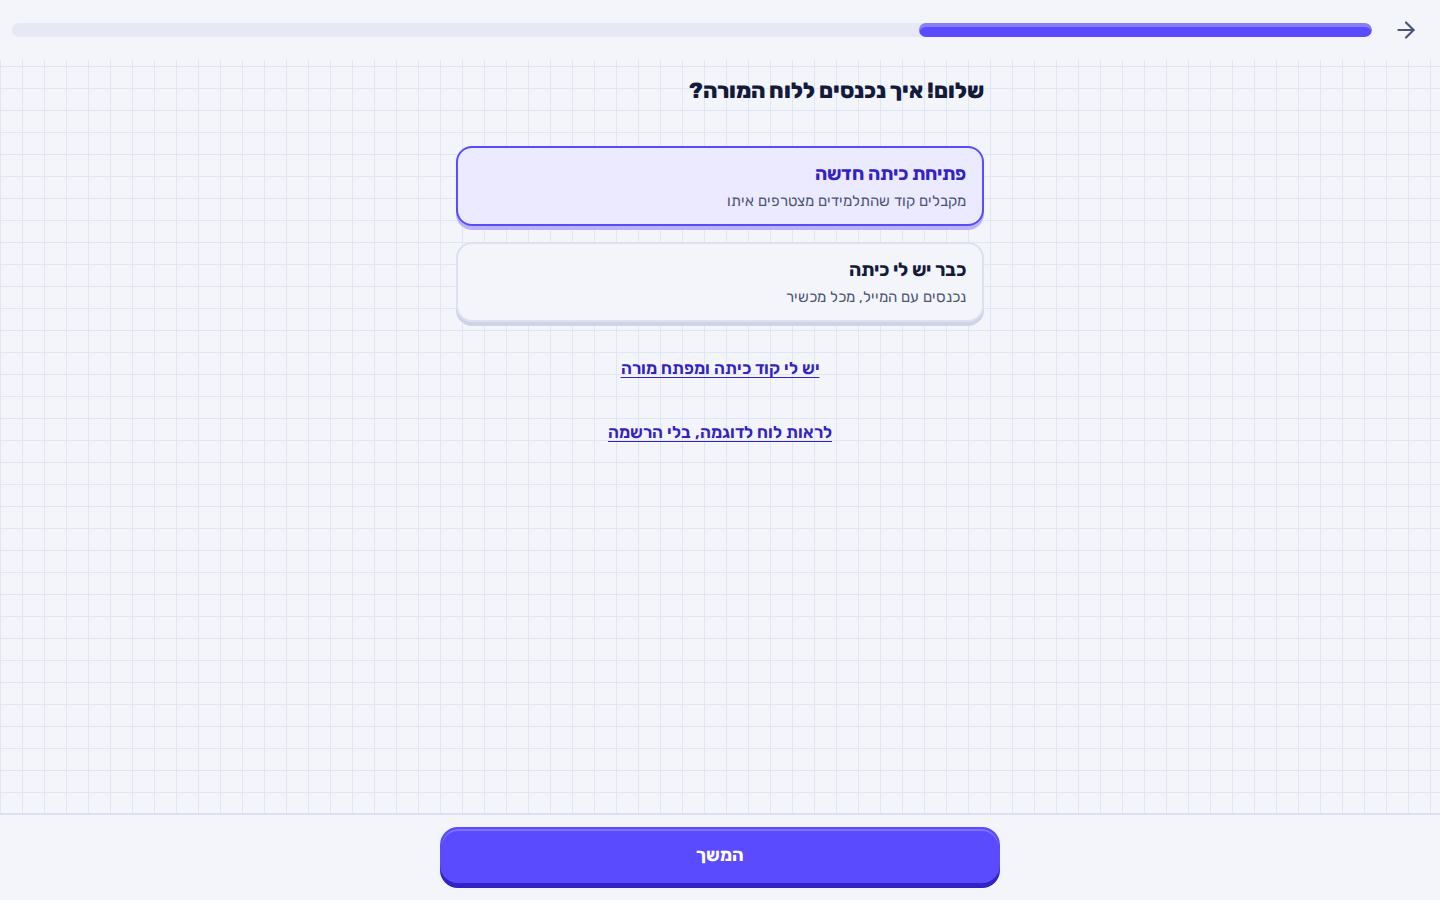 שלום! איך נכנסים ללוח המורה?
פתיחת כיתה חדשה
מקבלים קוד שהתלמידים מצטרפים איתו
כבר יש לי כיתה
נכנסים עם המייל, מכל מכשיר
יש לי קוד כיתה ומפתח מורה
לראות לוח לדוגמה, בלי הרשמה
המשך